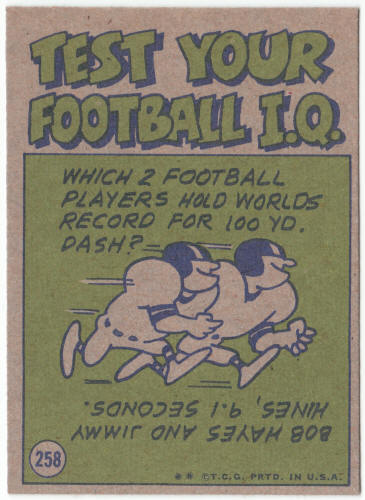 TEST YOUR
FOOTBALL I.Q.
WHICH 2 FOOTBALL
PLAYERS HOLD WORLDS
RECORD FOR 100 YD.
DASH?
BOB HAYES AND JIMMY
HINES, 9.1 SECONDS.
258
** ©T.C.G. PRTD. IN U.S.A.